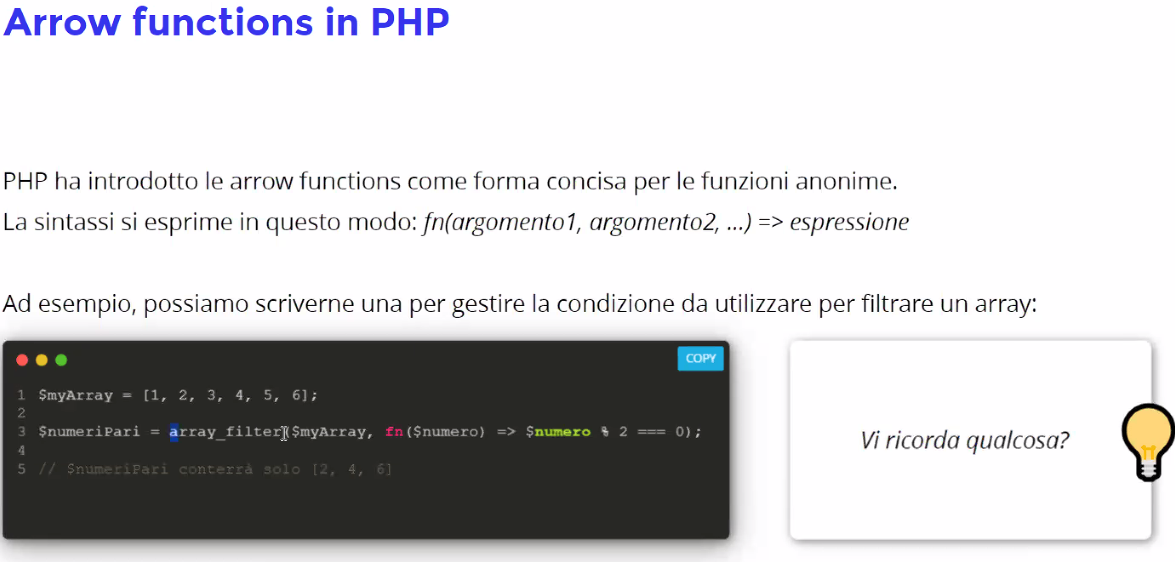 Arrow functions in PHP
PHP ha introdotto le arrow functions come forma concisa per le funzioni anonime.
La sintassi si esprime in questo modo: fn(argomento1, argomento2, ...) => espressione
Ad esempio, possiamo scriverne una per gestire la condizione da utilizzare per filtrare un array:
COPY
1 $myArray = [1, 2, 3, 4, 5, 6];
2
3 $numeriPari = array_filter($myArray, fn($numero) => $numero % 2 === 0);
4
5 // $numeriPari conterrà solo [2, 4, 6]
Vi ricorda qualcosa?